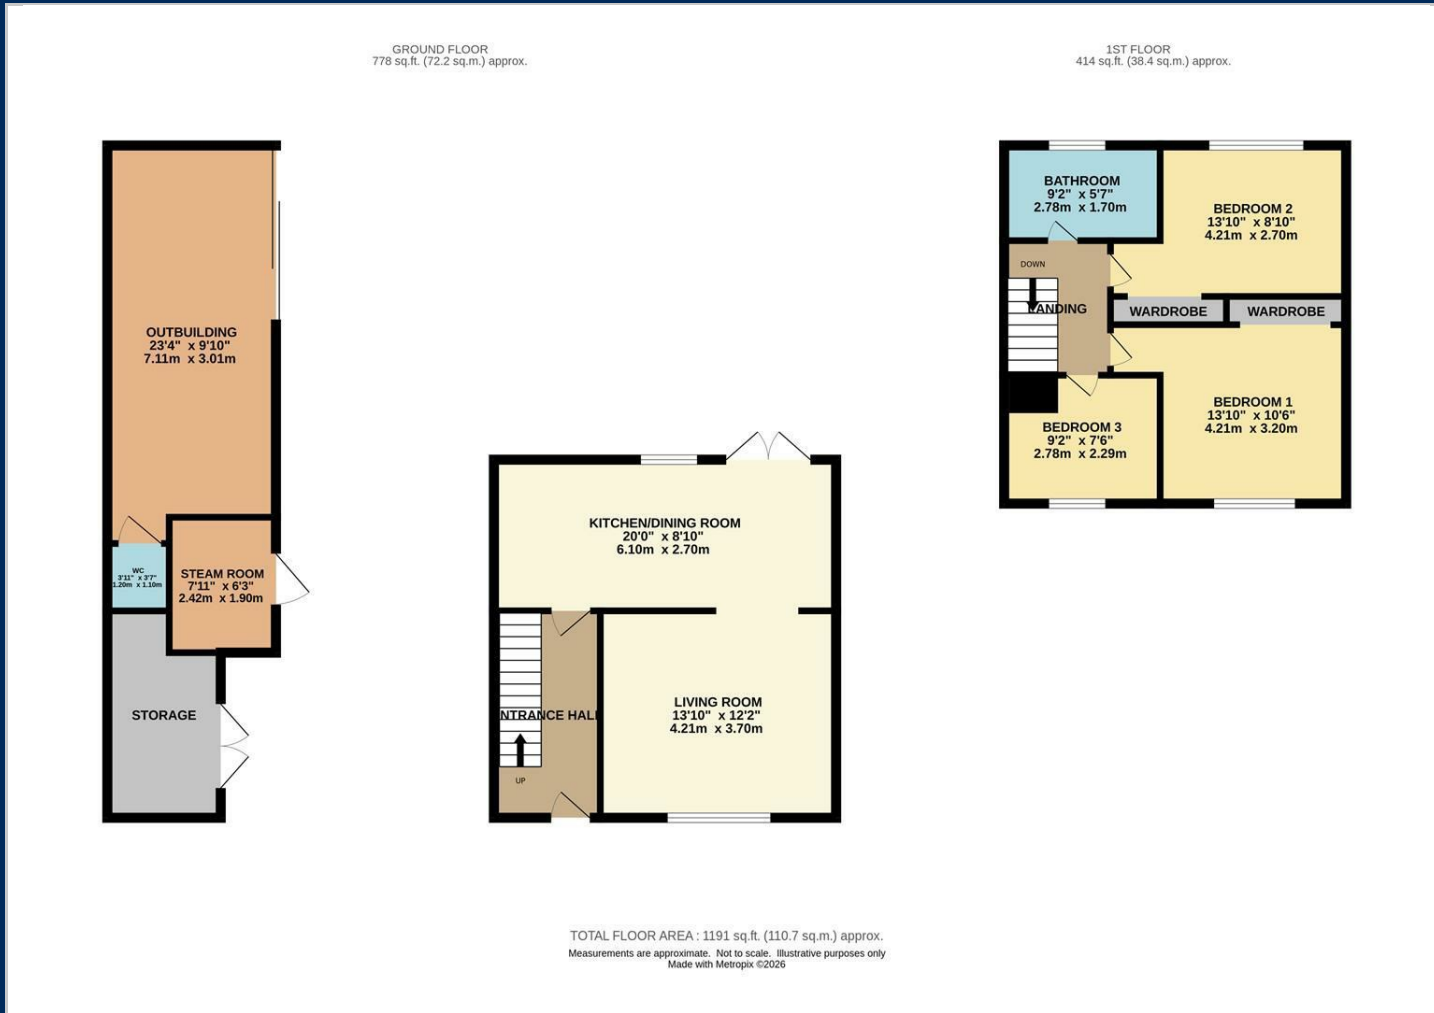 GROUND FLOOR
778 sq.ft. (72.2 sq.m.) approx.
1ST FLOOR
414 sq.ft. (38.4 sq.m.) approx.
OUTBUILDING
23'4" x 9'10"
7.11m x 3.01m
WC
3'11" x 3'7"
1.20m x 1.10m
STEAM ROOM
7'11" x 6'3"
2.42m x 1.90m
STORAGE
KITCHEN/DINING ROOM
20'0" x 8'10"
6.10m x 2.70m
ENTRANCE HALL
UP
LIVING ROOM
13'10" x 12'2"
4.21m x 3.70m
BATHROOM
9'2" x 5'7"
2.78m x 1.70m
BEDROOM 2
13'10" x 8'10"
4.21m x 2.70m
DOWN
LANDING
WARDROBE
WARDROBE
BEDROOM 1
13'10" x 10'6"
4.21m x 3.20m
BEDROOM 3
9'2" x 7'6"
2.78m x 2.29m
TOTAL FLOOR AREA : 1191 sq.ft. (110.7 sq.m.) approx.
Measurements are approximate. Not to scale. Illustrative purposes only
Made with Metropix ©2026